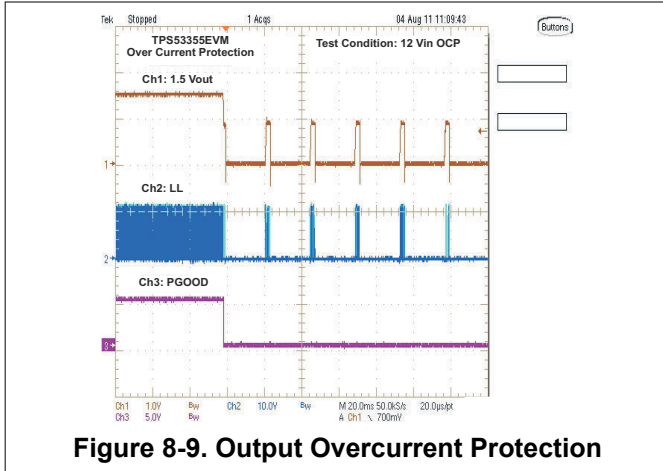 Tek Stopped 1 Acqs 04 Aug 11 11:09:43
Buttons
TPS53355EVM
Over Current Protection
Test Condition: 12 Vin OCP
Ch1: 1.5 Vout
1
Ch2: LL
2
Ch3: PGOOD
3
Ch1 1.0V Bw Ch2 10.0V Bw M 20.0ms 50.0kS/s 20.0µs/pt
Ch3 5.0V Bw A Ch1 700mV
Figure 8-9. Output Overcurrent Protection